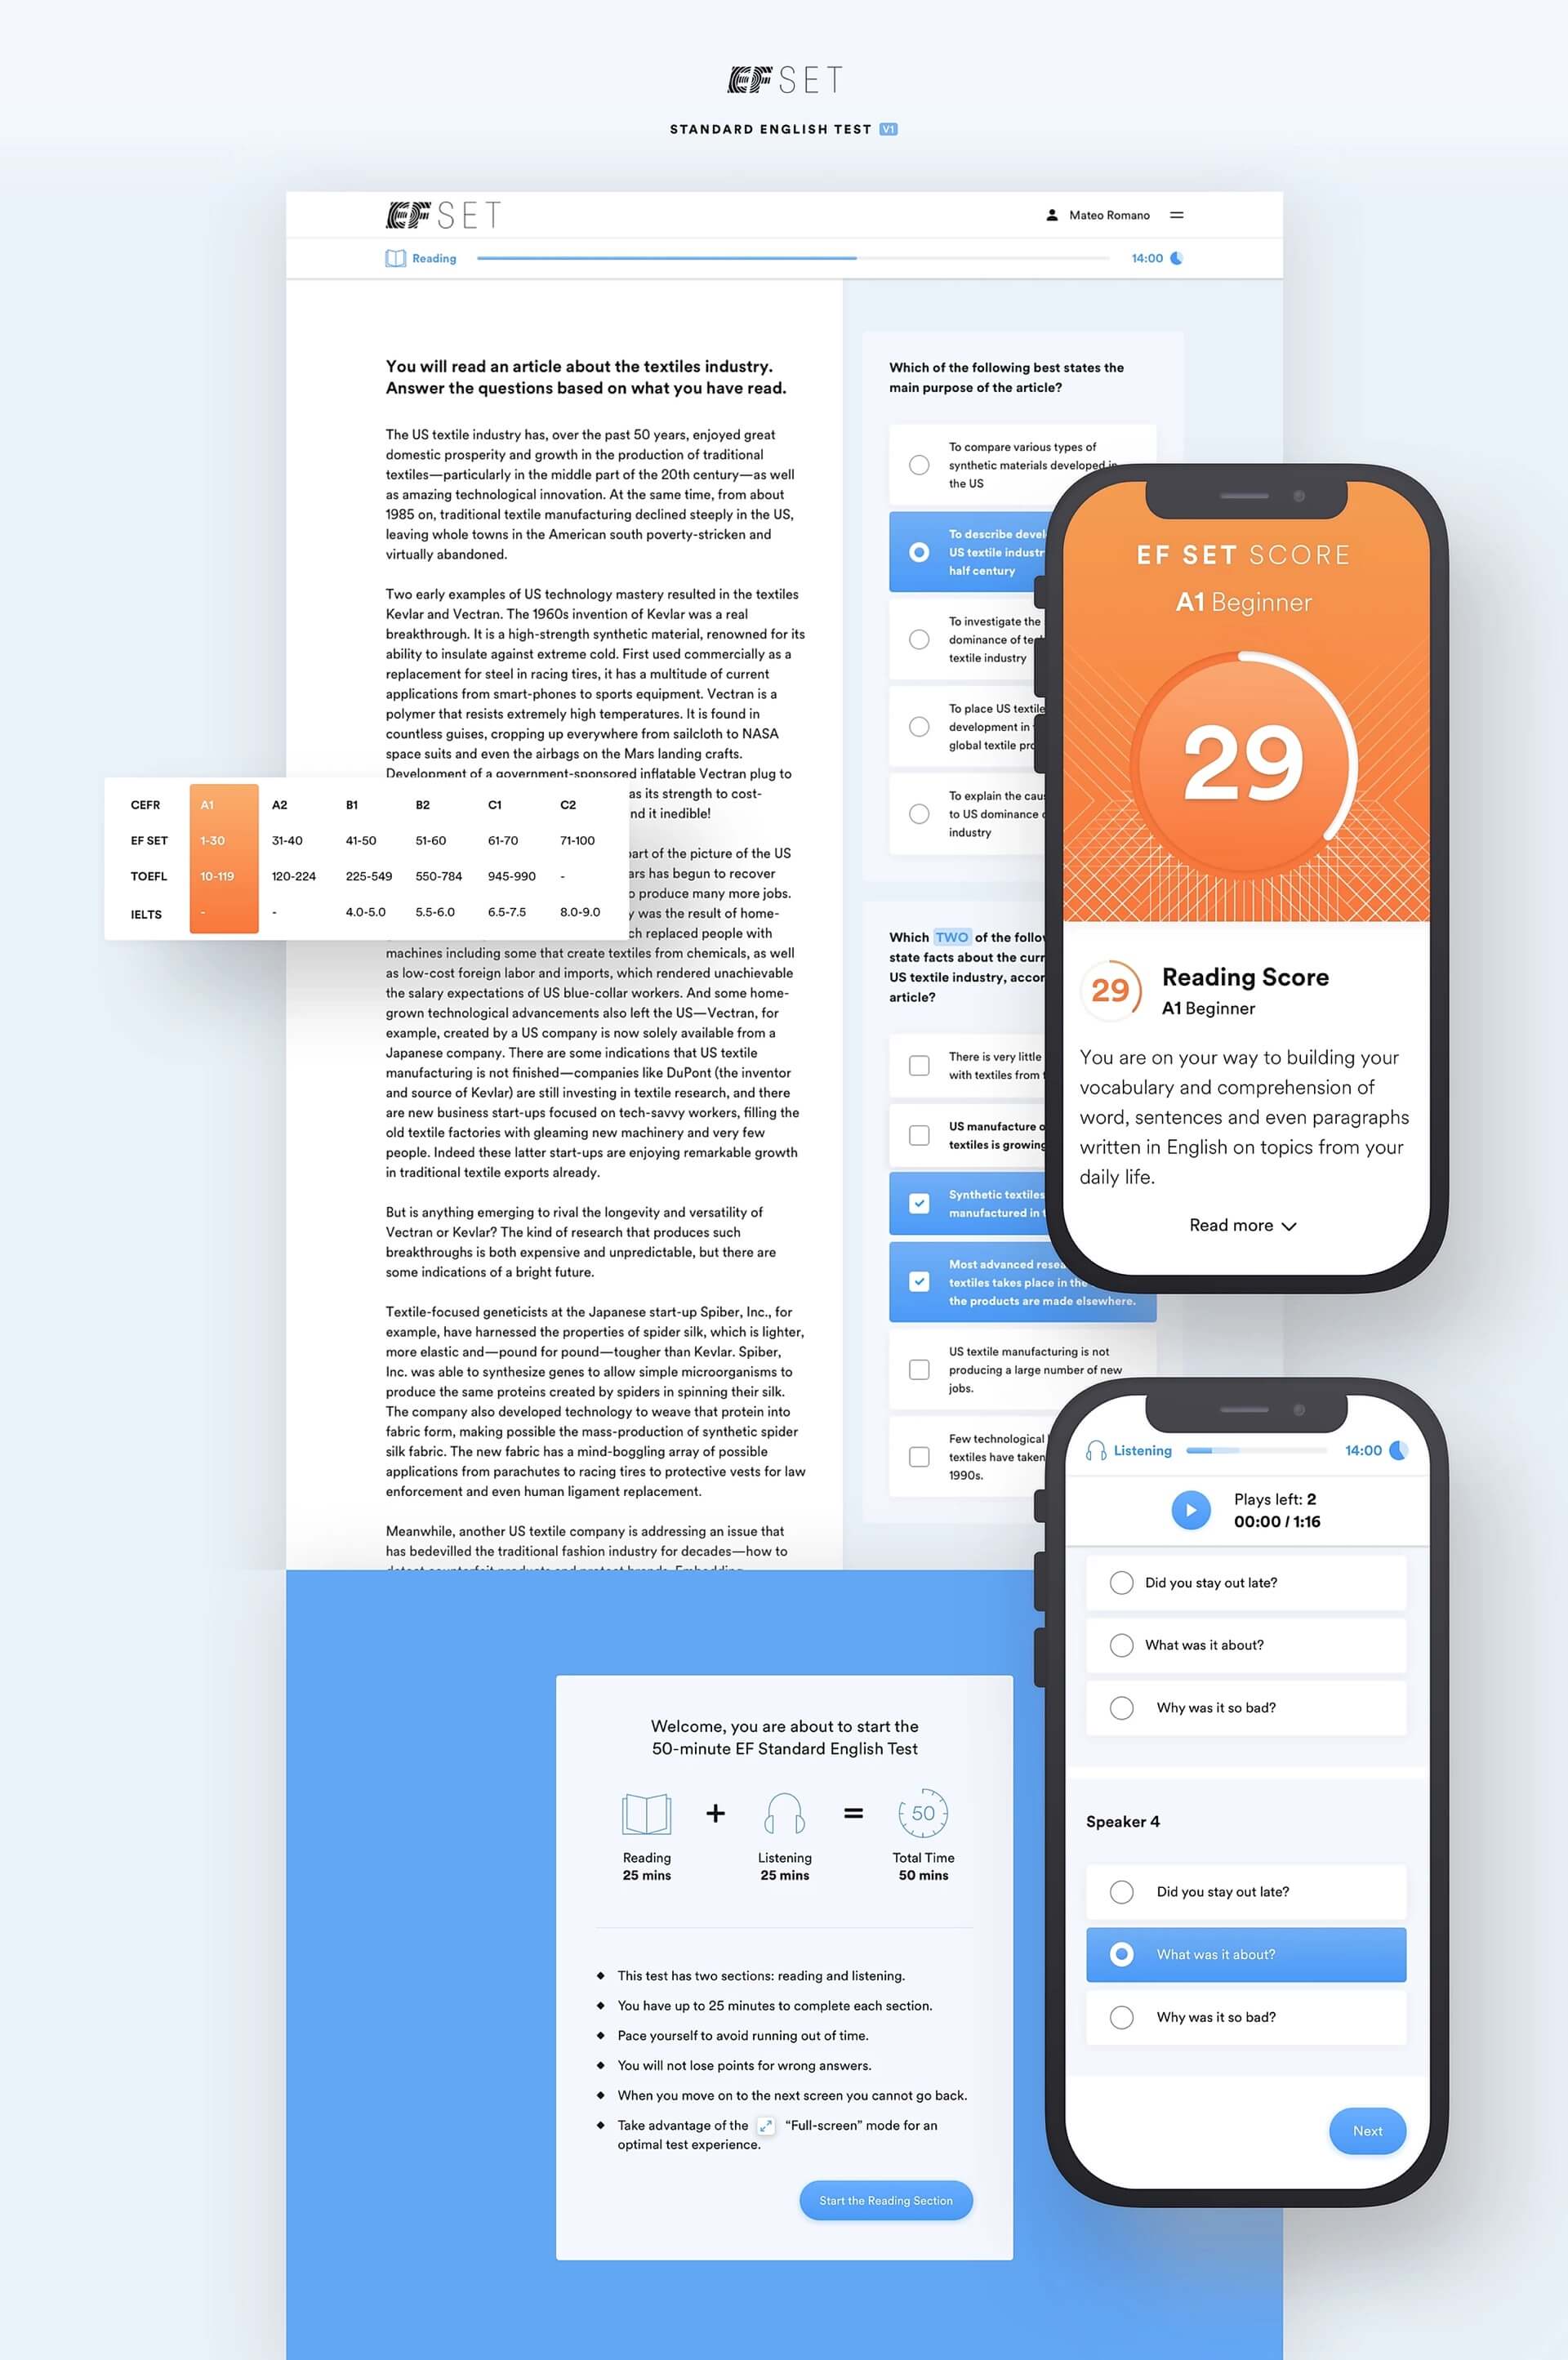 EF SET
STANDARD ENGLISH TEST V1
EF SET
Mateo Romano
Reading
14:00
You will read an article about the textiles industry.
Answer the questions based on what you have read.
The US textile industry has, over the past 50 years, enjoyed great
domestic prosperity and growth in the production of traditional
textiles—particularly in the middle part of the 20th century—as well
as amazing technological innovation. At the same time, from about
1985 on, traditional textile manufacturing declined steeply in the US,
leaving whole towns in the American south poverty-stricken and
virtually abandoned.
Two early examples of US technology mastery resulted in the textiles
Kevlar and Vectran. The 1960s invention of Kevlar was a real
breakthrough. It is a high-strength synthetic material, renowned for its
ability to insulate against extreme cold. First used commercially as a
replacement for steel in racing tires, it has a multitude of current
applications from smart-phones to sports equipment. Vectran is a
polymer that resists extremely high temperatures. It is found in
countless guises, cropping up everywhere from sailcloth to NASA
space suits and even the airbags on the Mars landing crafts.
Development of a government-sponsored inflatable Vectran plug to
as its strength to cost-
nd it inedible!
part of the picture of the US
ars has begun to recover
o produce many more jobs.
y was the result of home-
ch replaced people with
machines including some that create textiles from chemicals, as well
as low-cost foreign labor and imports, which rendered unachievable
the salary expectations of US blue-collar workers. And some home-
grown technological advancements also left the US—Vectran, for
example, created by a US company is now solely available from a
Japanese company. There are some indications that US textile
manufacturing is not finished—companies like DuPont (the inventor
and source of Kevlar) are still investing in textile research, and there
are new business start-ups focused on tech-savvy workers, filling the
old textile factories with gleaming new machinery and very few
people. Indeed these latter start-ups are enjoying remarkable growth
in traditional textile exports already.
But is anything emerging to rival the longevity and versatility of
Vectran or Kevlar? The kind of research that produces such
breakthroughs is both expensive and unpredictable, but there are
some indications of a bright future.
Textile-focused geneticists at the Japanese start-up Spiber, Inc., for
example, have harnessed the properties of spider silk, which is lighter,
more elastic and—pound for pound—tougher than Kevlar. Spiber,
Inc. was able to synthesize genes to allow simple microorganisms to
produce the same proteins created by spiders in spinning their silk.
The company also developed technology to weave that protein into
fabric form, making possible the mass-production of synthetic spider
silk fabric. The new fabric has a mind-boggling array of possible
applications from parachutes to racing tires to protective vests for law
enforcement and even human ligament replacement.
Meanwhile, another US textile company is addressing an issue that
has bedevilled the traditional fashion industry for decades—how to
detect counterfeit products and protect brands. Embedding
CEFR A1 A2 B1 B2 C1 C2
EF SET 1-30 31-40 41-50 51-60 61-70 71-100
TOEFL 10-119 120-224 225-549 550-784 945-990 -
IELTS - - 4.0-5.0 5.5-6.0 6.5-7.5 8.0-9.0
Which of the following best states the
main purpose of the article?
To compare various types of
synthetic materials developed in
the US
To describe devel
US textile industr
half century
To investigate the
dominance of tec
textile industry
To place US textile
development in
global textile pro
To explain the cau
to US dominance
industry
Which TWO of the follow
state facts about the curr
US textile industry, accor
article?
There is very little
with textiles from
US manufacture o
textiles is growing
Synthetic textiles
manufactured in t
Most advanced resea
textiles takes place in the
the products are made elsewhere.
US textile manufacturing is not
producing a large number of new
jobs.
Few technological
textiles have taken
1990s.
EF SET SCORE
A1 Beginner
29
29
Reading Score
A1 Beginner
You are on your way to building your
vocabulary and comprehension of
word, sentences and even paragraphs
written in English on topics from your
daily life.
Read more
Listening
14:00
Plays left: 2
00:00 / 1:16
Did you stay out late?
What was it about?
Why was it so bad?
Speaker 4
Did you stay out late?
What was it about?
Why was it so bad?
Next
Welcome, you are about to start the
50-minute EF Standard English Test
+ = 50
Reading Listening Total Time
25 mins 25 mins 50 mins
This test has two sections: reading and listening.
You have up to 25 minutes to complete each section.
Pace yourself to avoid running out of time.
You will not lose points for wrong answers.
When you move on to the next screen you cannot go back.
Take advantage of the “Full-screen” mode for an
optimal test experience.
Start the Reading Section